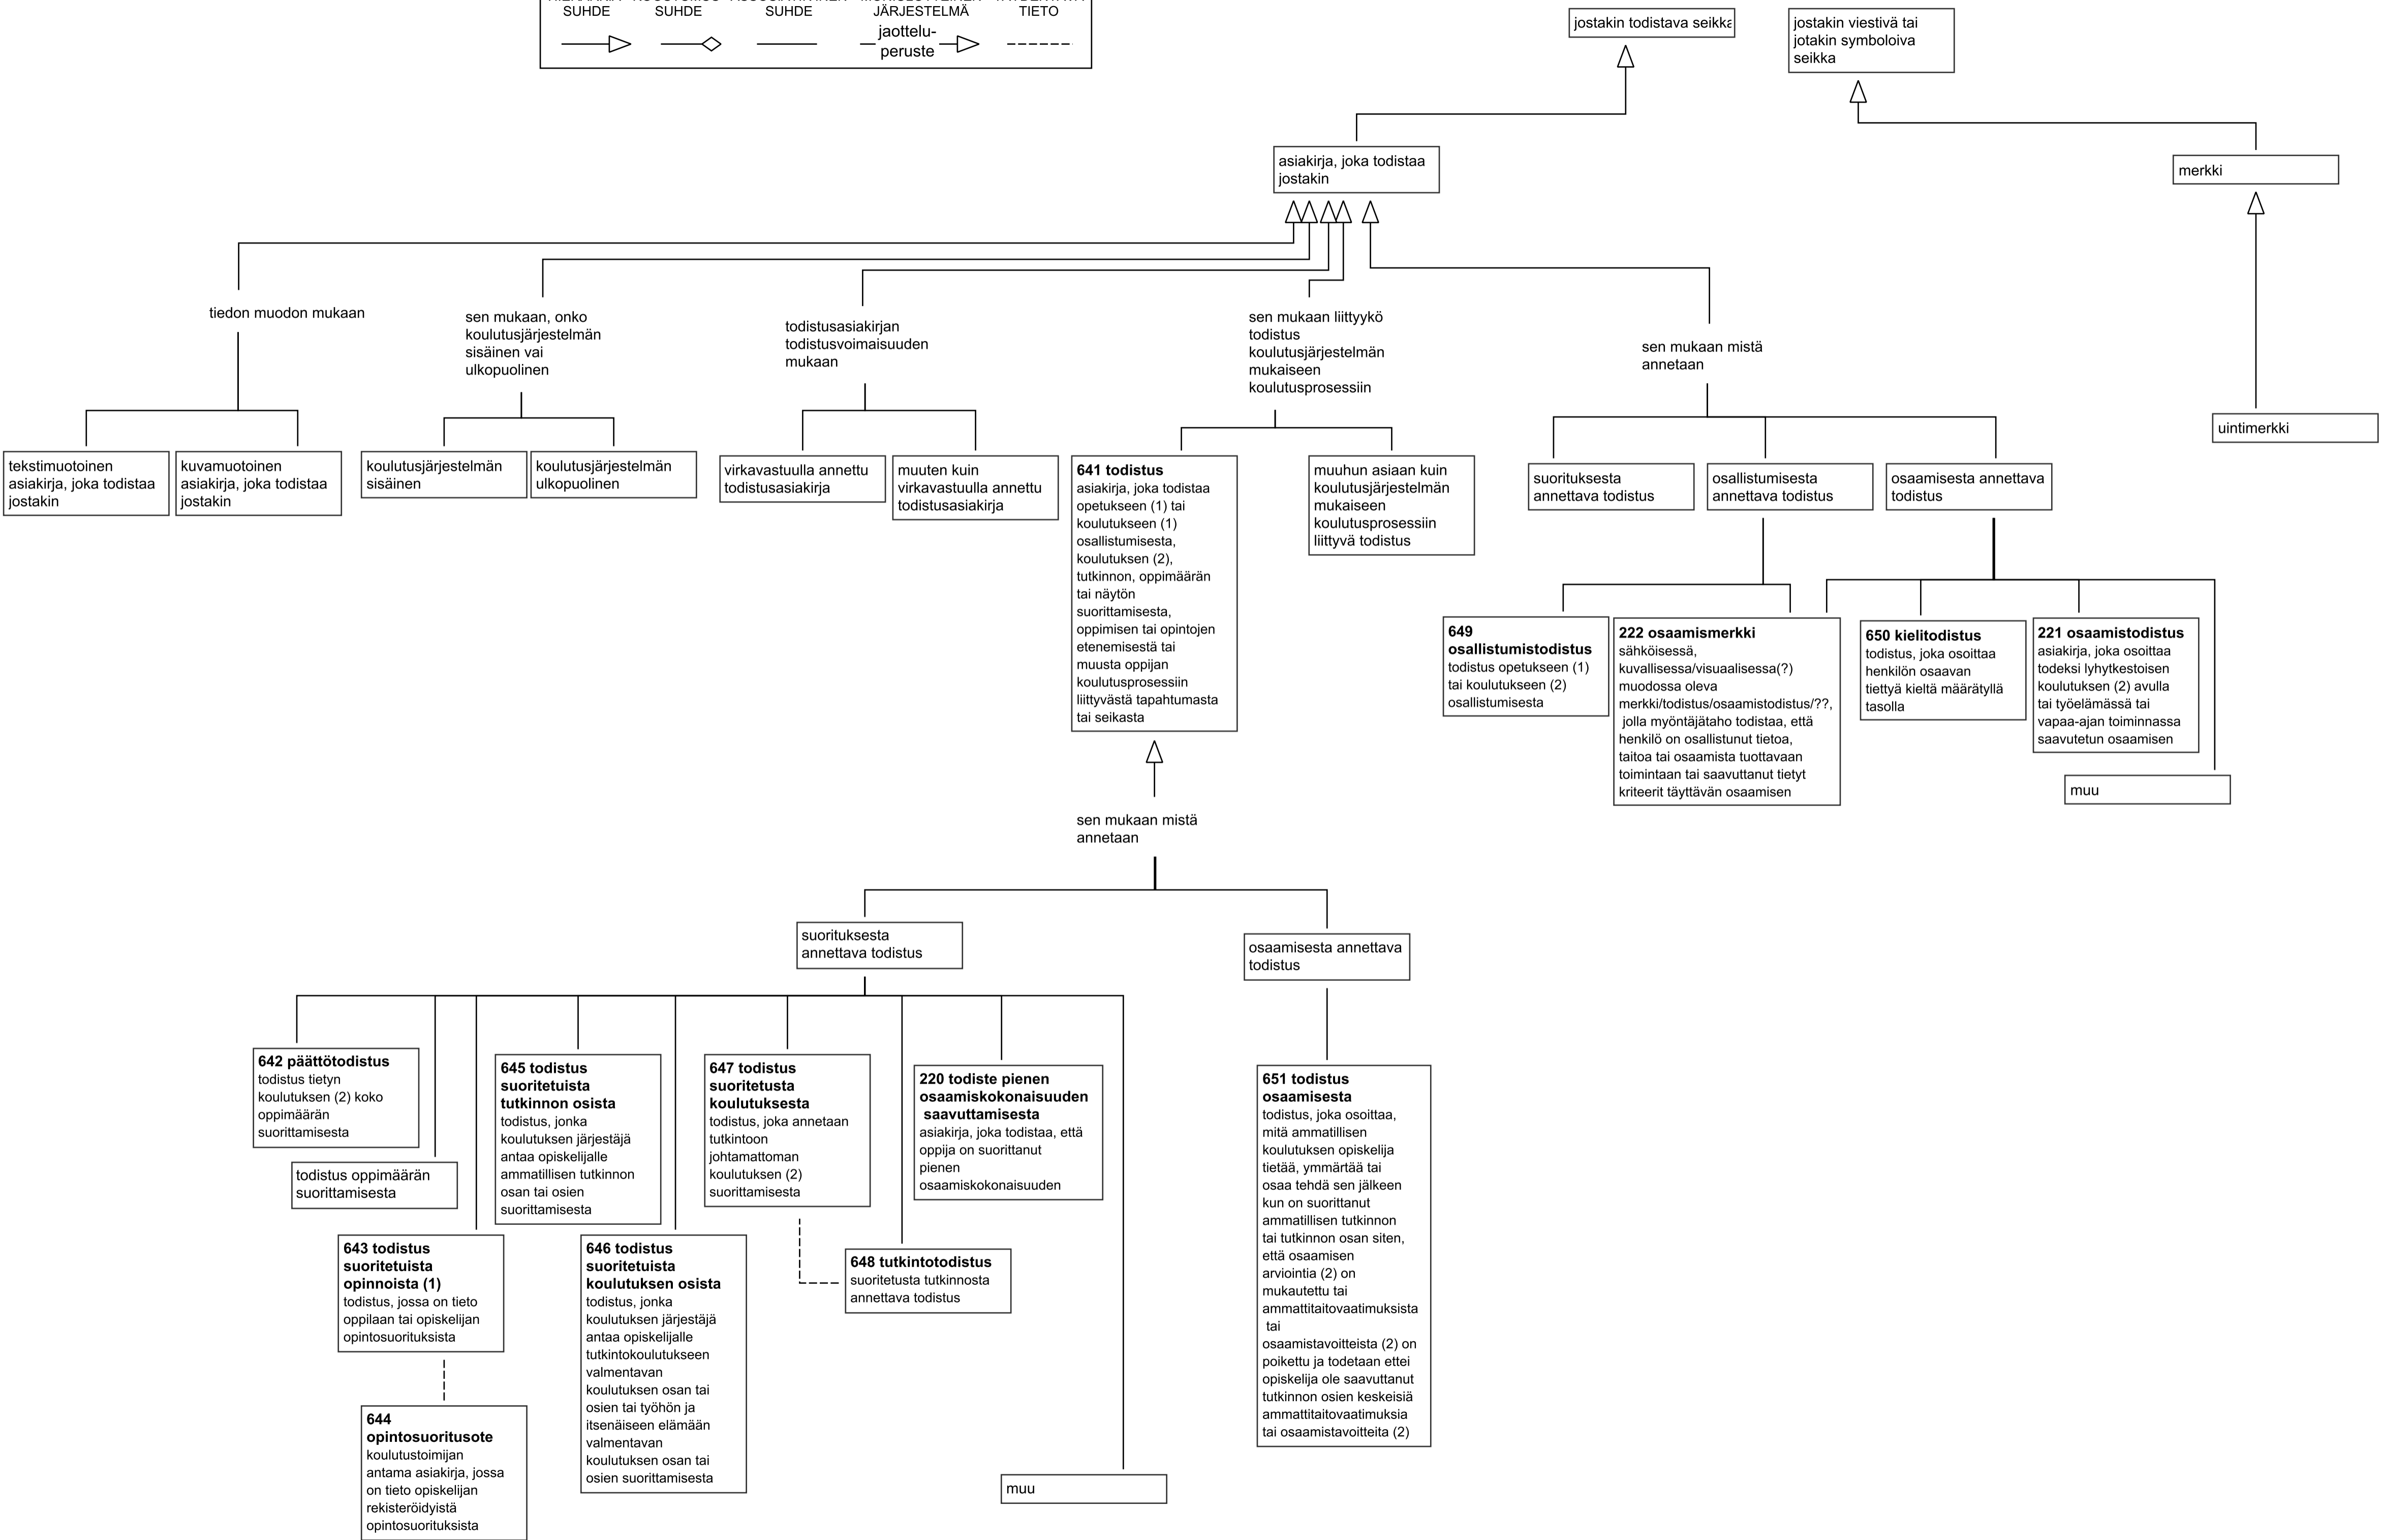 SUHDE
SUHDE
SUHDE
JÄRJESTELMÄ
TIETO
jaottelu-
peruste
jostakin todistava seikka
jostakin viestivä tai
jotakin symboloiva
seikka
asiakirja, joka todistaa
jostakin
merkki
tiedon muodon mukaan
sen mukaan, onko
koulutusjärjestelmän
sisäinen vai
ulkopuolinen
todistusasiakirjan
todistusvoimaisuuden
mukaan
sen mukaan liittyykö
todistus
koulutusjärjestelmän
mukaiseen
koulutusprosessiin
sen mukaan mistä
annetaan
uintimerkki
tekstimuotoinen
asiakirja, joka todistaa
jostakin
kuvamuotoinen
asiakirja, joka todistaa
jostakin
koulutusjärjestelmän
sisäinen
koulutusjärjestelmän
ulkopuolinen
virkavastuulla annettu
todistusasiakirja
muuten kuin
virkavastuulla annettu
todistusasiakirja
641 todistus
asiakirja, joka todistaa
opetukseen (1) tai
koulutukseen (1)
osallistumisesta,
koulutuksen (2),
tutkinnon, oppimäärän
tai näytön
suorittamisesta,
oppimisen tai opintojen
etenemisestä tai
muusta oppijan
koulutusprosessiin
liittyvästä tapahtumasta
tai seikasta
muuhun asiaan kuin
koulutusjärjestelmän
mukaiseen
koulutusprosessiin
liittyvä todistus
suorituksesta
annettava todistus
osallistumisesta
annettava todistus
osaamisesta annettava
todistus
649
osallistumistodistus
todistus opetukseen (1)
tai koulutukseen (2)
osallistumisesta
222 osaamismerkki
sähköisessä,
kuvallisessa/visuaalisessa(?)
muodossa oleva
merkki/todistus/osaamistodistus/??,
jolla myöntäjätaho todistaa, että
henkilö on osallistunut tietoa,
taitoa tai osaamista tuottavaan
toimintaan tai saavuttanut tietyt
kriteerit täyttävän osaamisen
650 kielitodistus
todistus, joka osoittaa
henkilön osaavan
tiettyä kieltä määrätyllä
tasolla
221 osaamistodistus
asiakirja, joka osoittaa
todeksi lyhytkestoisen
koulutuksen (2) avulla
tai työelämässä tai
vapaa-ajan toiminnassa
saavutetun osaamisen
muu
sen mukaan mistä
annetaan
suorituksesta
annettava todistus
osaamisesta annettava
todistus
642 päättötodistus
todistus tietyn
koulutuksen (2) koko
oppimäärän
suorittamisesta
todistus oppimäärän
suorittamisesta
643 todistus
suoritetuista
opinnoista (1)
todistus, jossa on tieto
oppilaan tai opiskelijan
opintosuorituksista
644
opintosuoritusote
koulutustoimijan
antama asiakirja, jossa
on tieto opiskelijan
rekisteröidyistä
opintosuorituksista
645 todistus
suoritetuista
tutkinnon osista
todistus, jonka
koulutuksen järjestäjä
antaa opiskelijalle
ammatillisen tutkinnon
osan tai osien
suorittamisesta
646 todistus
suoritetuista
koulutuksen osista
todistus, jonka
koulutuksen järjestäjä
antaa opiskelijalle
tutkintokoulutukseen
valmentavan
koulutuksen osan tai
osien tai työhön ja
itsenäiseen elämään
valmentavan
koulutuksen osan tai
osien suorittamisesta
647 todistus
suoritetusta
koulutuksesta
todistus, joka annetaan
tutkintoon
johtamattoman
koulutuksen (2)
suorittamisesta
648 tutkintotodistus
suoritetusta tutkinnosta
annettava todistus
220 todiste pienen
osaamiskokonaisuuden
saavuttamisesta
asiakirja, joka todistaa, että
oppija on suorittanut
pienen
osaamiskokonaisuuden
muu
651 todistus
osaamisesta
todistus, joka osoittaa,
mitä ammatillisen
koulutuksen opiskelija
tietää, ymmärtää tai
osaa tehdä sen jälkeen
kun on suorittanut
ammatillisen tutkinnon
tai tutkinnon osan siten,
että osaamisen
arviointia (2) on
mukautettu tai
ammattitaitovaatimuksista
tai
osaamistavoitteista (2) on
poikettu ja todetaan ettei
opiskelija ole saavuttanut
tutkinnon osien keskeisiä
ammattitaitovaatimuksia
tai osaamistavoitteita (2)